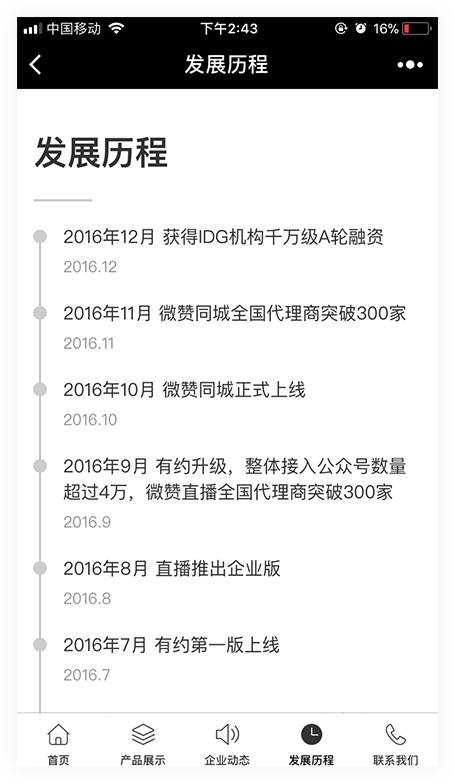 中国移动 下午2:43 16%
发展历程
发展历程
2016年12月 获得IDG机构千万级A轮融资
2016.12
2016年11月 微赞同城全国代理商突破300家
2016.11
2016年10月 微赞同城正式上线
2016.10
2016年9月 有约升级，整体接入公众号数量
超过4万，微赞直播全国代理商突破300家
2016.9
2016年8月 直播推出企业版
2016.8
2016年7月 有约第一版上线
2016.7
首页 产品展示 企业动态 发展历程 联系我们